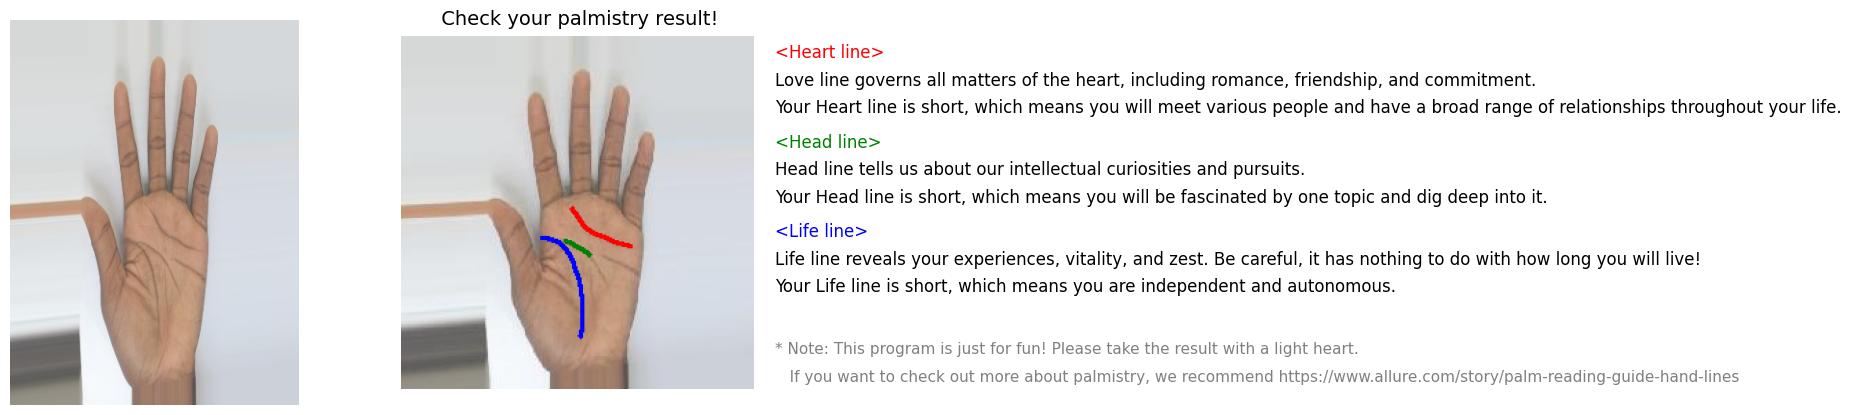 Check your palmistry result!
<Heart line>
Love line governs all matters of the heart, including romance, friendship, and commitment.
Your Heart line is short, which means you will meet various people and have a broad range of relationships throughout your life.
<Head line>
Head line tells us about our intellectual curiosities and pursuits.
Your Head line is short, which means you will be fascinated by one topic and dig deep into it.
<Life line>
Life line reveals your experiences, vitality, and zest. Be careful, it has nothing to do with how long you will live!
Your Life line is short, which means you are independent and autonomous.
* Note: This program is just for fun! Please take the result with a light heart.
If you want to check out more about palmistry, we recommend https://www.allure.com/story/palm-reading-guide-hand-lines